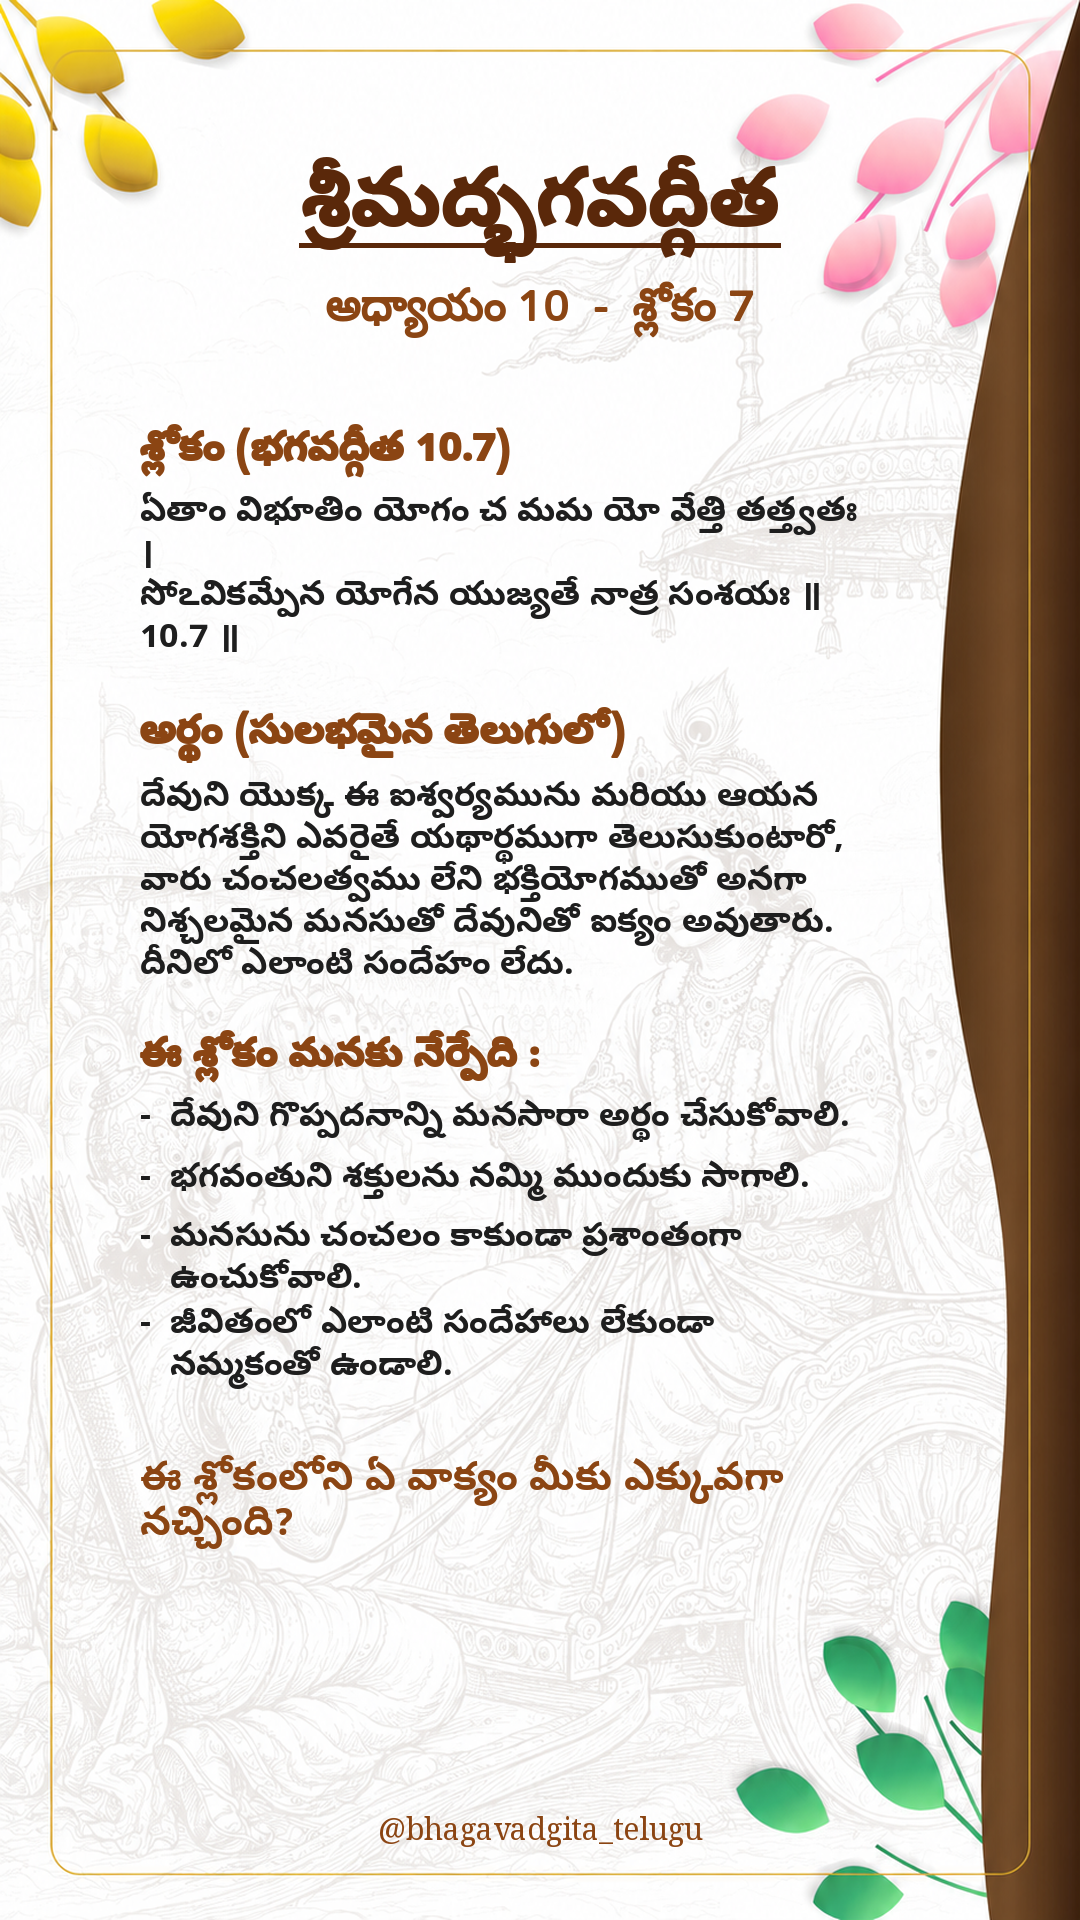 శ్రీమద్భగవద్గీత
అధ్యాయం 10 - శ్లోకం 7
శ్లోకం (భగవద్గీత 10.7)
ఏతాం విభూతిం యోగం చ మమ యో వేత్తి తత్త్వతః
|
సోఽవికమ్పేన యోగేన యుజ్యతే నాత్ర సంశయః ||
10.7 ||
అర్థం (సులభమైన తెలుగులో)
దేవుని యొక్క ఈ ఐశ్వర్యమును మరియు ఆయన
యోగశక్తిని ఎవరైతే యథార్థముగా తెలుసుకుంటారో,
వారు చంచలత్వము లేని భక్తియోగముతో అనగా
నిశ్చలమైన మనసుతో దేవునితో ఐక్యం అవుతారు.
దీనిలో ఎలాంటి సందేహం లేదు.
ఈ శ్లోకం మనకు నేర్పేది :
- దేవుని గొప్పదనాన్ని మనసారా అర్థం చేసుకోవాలి.
- భగవంతుని శక్తులను నమ్మి ముందుకు సాగాలి.
- మనసును చంచలం కాకుండా ప్రశాంతంగా
ఉంచుకోవాలి.
- జీవితంలో ఎలాంటి సందేహాలు లేకుండా
నమ్మకంతో ఉండాలి.
ఈ శ్లోకంలోని ఏ వాక్యం మీకు ఎక్కువగా
నచ్చింది?
@bhagavadgita_telugu